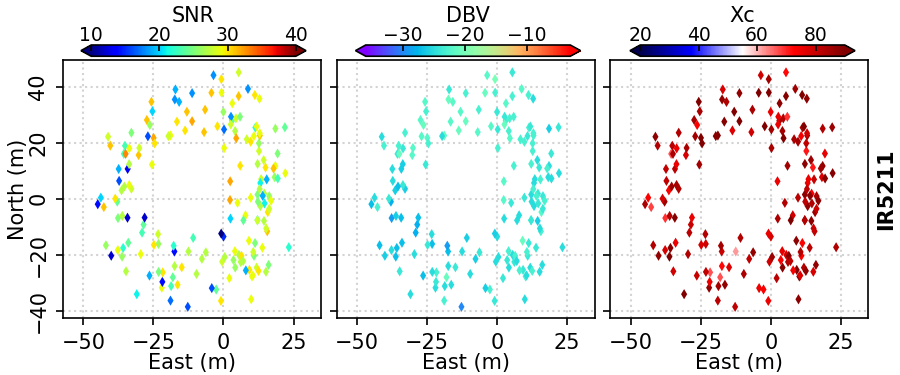 SNR DBV Xc
10 20 30 40 −30 −20 −10 20 40 60 80
40
20
0
−20
−40
North (m)
−50 −25 0 25 −50 −25 0 25 −50 −25 0 25
East (m) East (m) East (m)
IR5211